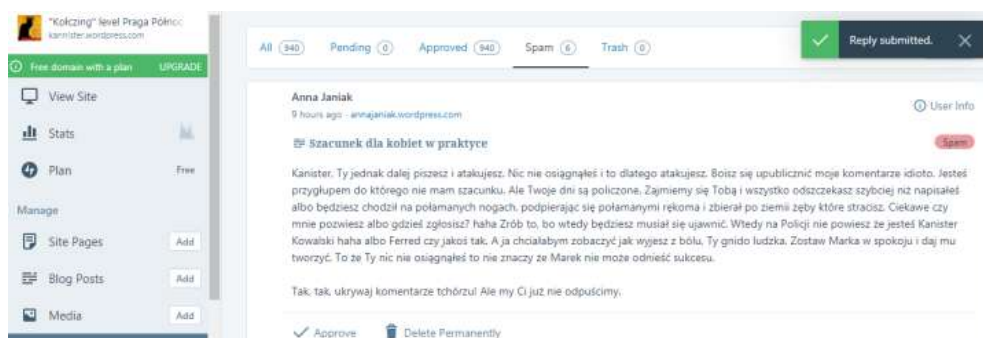 "Kołczing" level Praga Północ
kannister.wordpress.com
Free domain with a plan UPGRADE
View Site
Stats
Plan Free
Manage
Site Pages Add
Blog Posts Add
Media Add
All 940 Pending 0 Approved 940 Spam 6 Trash 0
Reply submitted.
Anna Janiak
9 hours ago · annajaniak.wordpress.com
User Info
Szacunek dla kobiet w praktyce
Spam
Kanister. Ty jednak dalej piszesz i atakujesz. Nic nie osiągnąłeś i to dlatego atakujesz. Boisz się upublicznić moje komentarze idioto. Jesteś
przygłupem do którego nie mam szacunku. Ale Twoje dni są policzone. Zajmiemy się Tobą i wszystko odszczekasz szybciej niż napisałeś
albo będziesz chodził na połamanych nogach, podpierając się połamanymi rękoma i zbierał po ziemii zęby które stracisz. Ciekawe czy
mnie pozwiesz albo gdzieś zgłosisz? haha Zrób to, bo wtedy będziesz musiał się ujawnić. Wtedy na Policji nie powiesz ze jesteś Kanister
Kowalski haha albo Ferred czy jakoś tak. A ja chciałabym zobaczyć jak wyjesz z bólu, Ty gnido ludzka. Zostaw Marka w spokoju i daj mu
tworzyć. To że Ty nic nie osiągnąłeś to nie znaczy ze Marek nie może odnieść sukcesu.
Tak, tak, ukrywaj komentarze tchórzu! Ale my Ci już nie odpuścimy.
Approve Delete Permanently